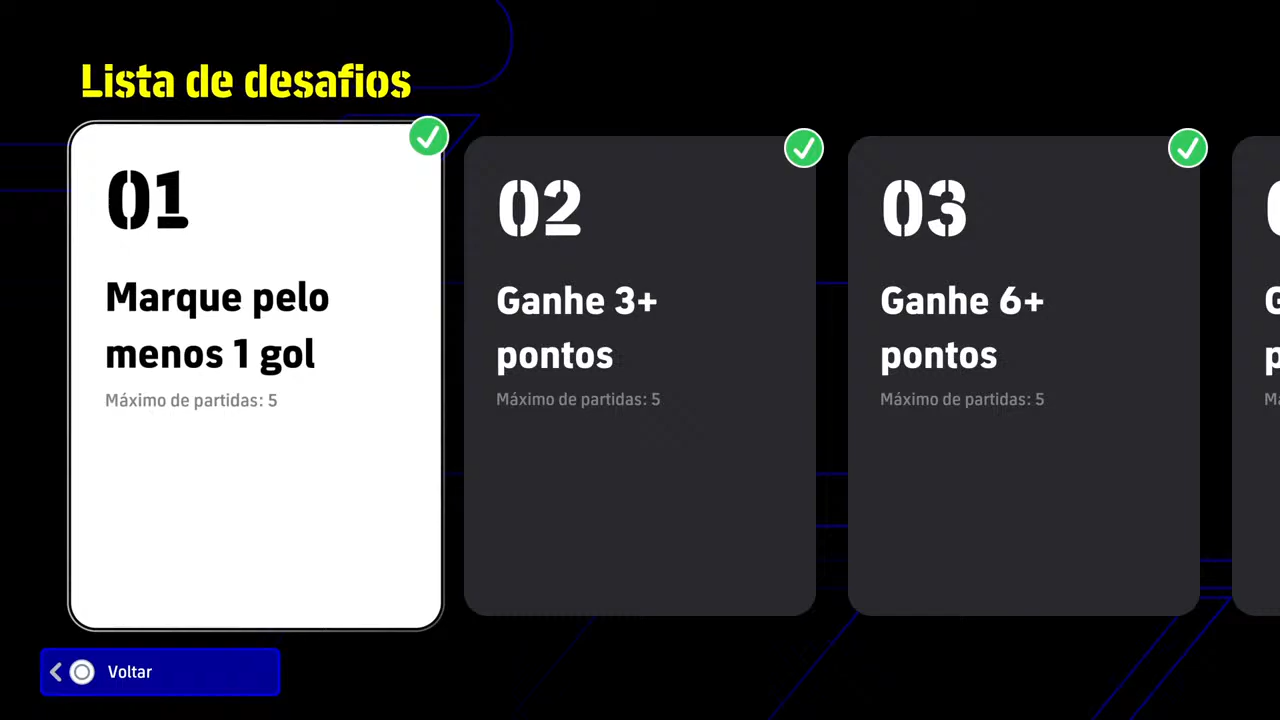 Lista de desafios
01
Marque pelo
menos 1 gol
Máximo de partidas: 5
02
Ganhe 3+
pontos
Máximo de partidas: 5
03
Ganhe 6+
pontos
Máximo de partidas: 5
Voltar